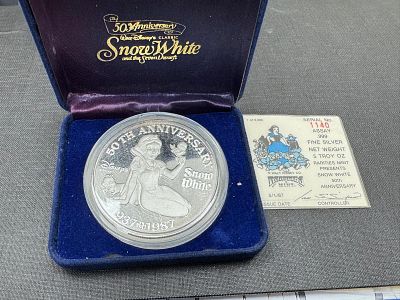 50th Anniversary
WALT DISNEY'S CLASSIC
Snow White
and the Seven Dwarfs
50TH ANNIVERSARY
Snow
White
1937 1987
SERIAL No.
1140
ASSAY
.999
FINE SILVER
NET WEIGHT
5 TROY OZ
RARITIES MINT
PRESENTS
SNOW WHITE
50th
ANNIVERSARY
RARITIES
MINT
ISSUE DATE
CONTROLLER